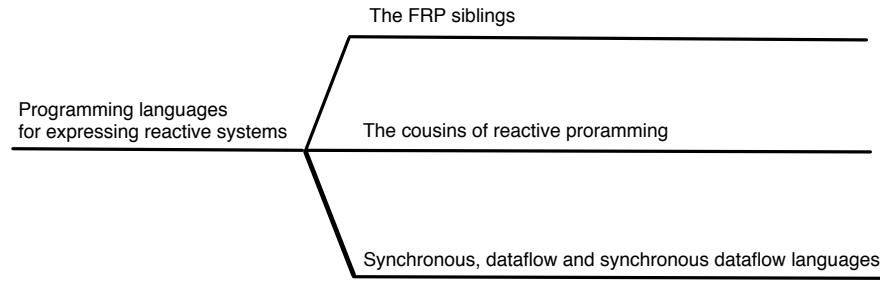 The FRP siblings
Programming languages
for expressing reactive systems
The cousins of reactive proramming
Synchronous, dataflow and synchronous dataflow languages